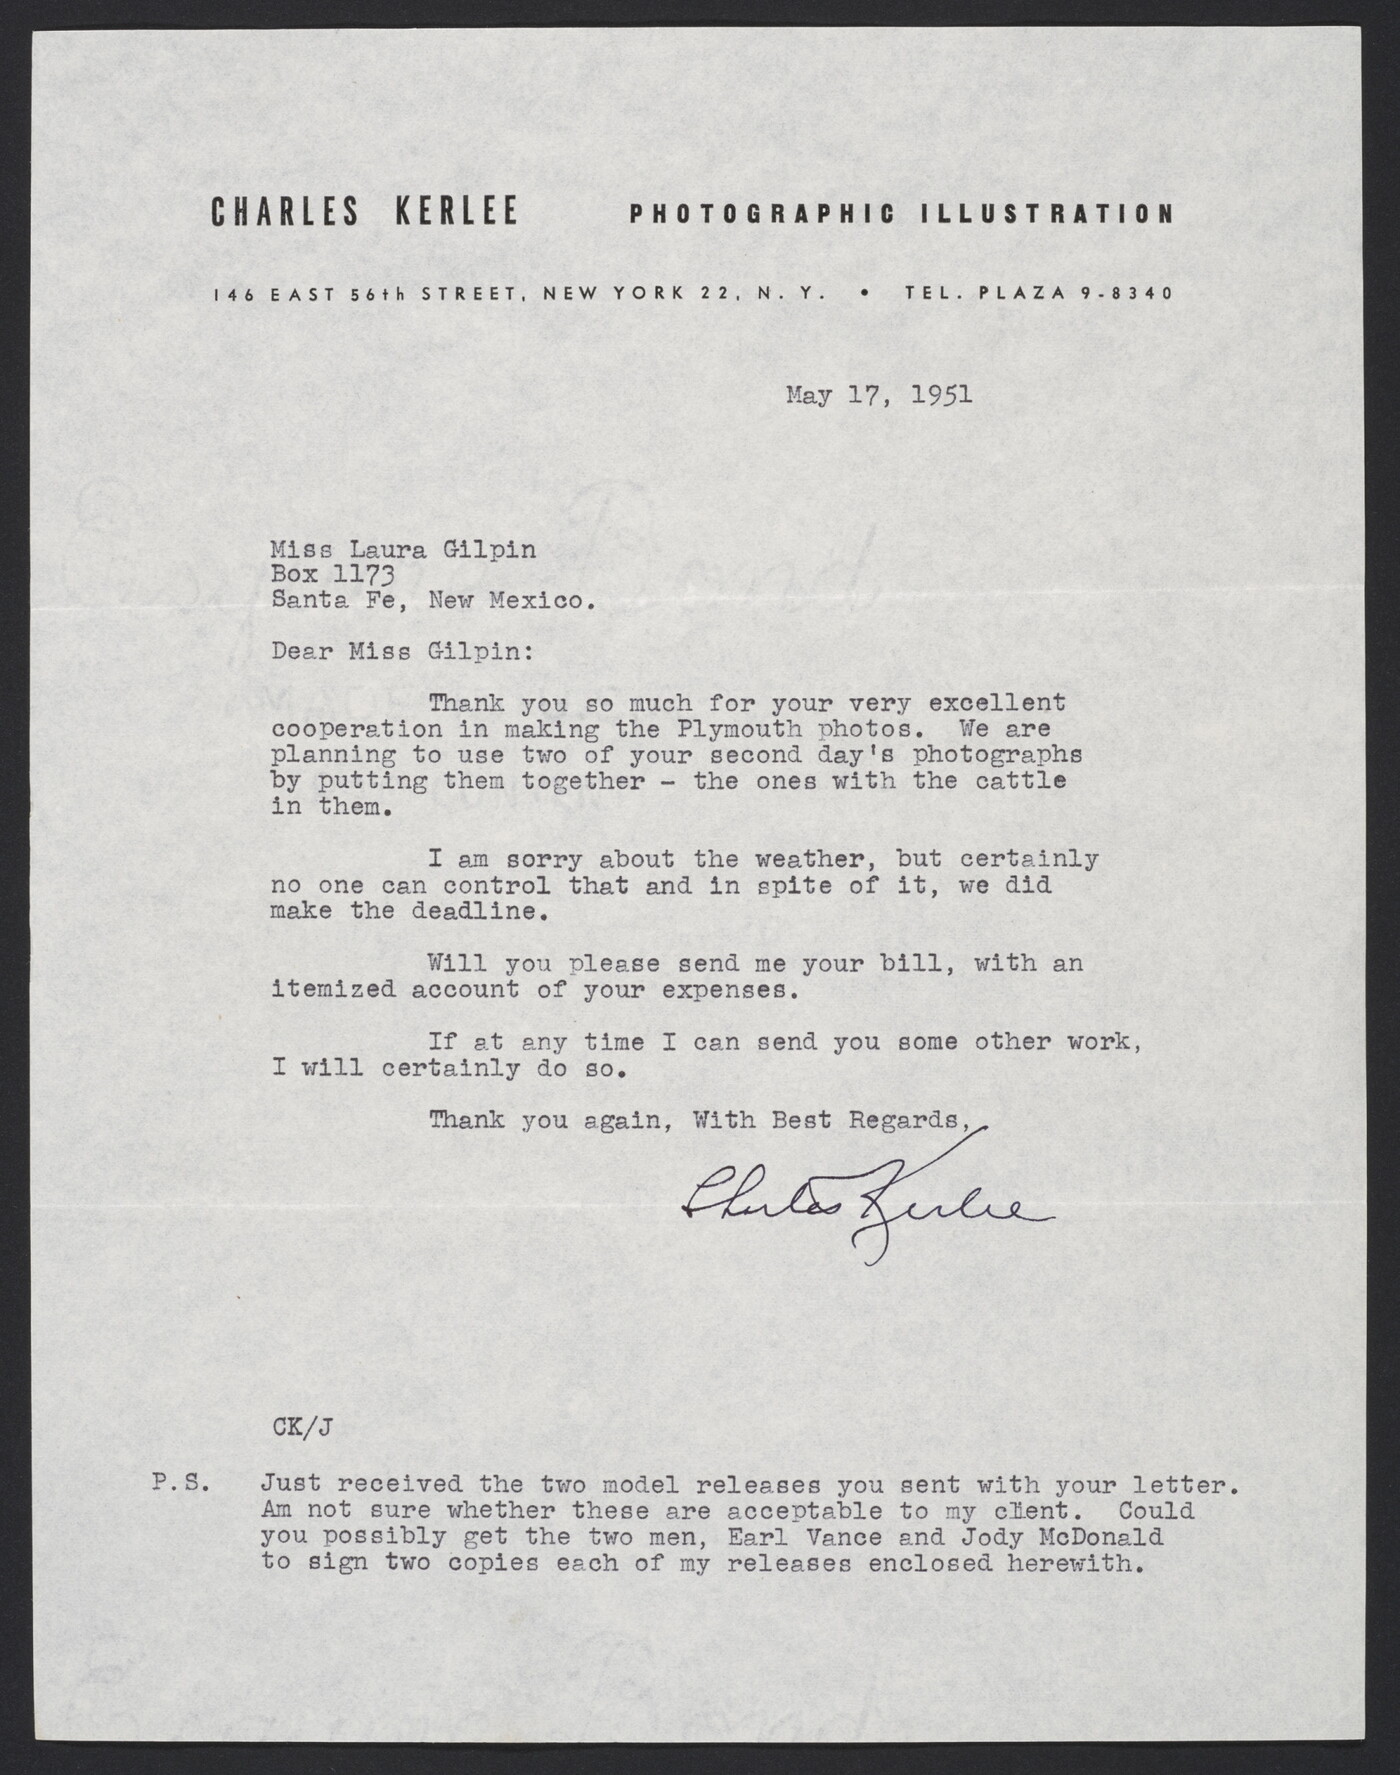 CHARLES KERLEE PHOTOGRAPHIC ILLUSTRATION
146 EAST 56th STREET, NEW YORK 22, N. Y. • TEL. PLAZA 9-8340
May 17, 1951
Miss Laura Gilpin
Box 1173
Santa Fe, New Mexico.
Dear Miss Gilpin:
Thank you so much for your very excellent
cooperation in making the Plymouth photos. We are
planning to use two of your second day's photographs
by putting them together - the ones with the cattle
in them.
I am sorry about the weather, but certainly
no one can control that and in spite of it, we did
make the deadline.
Will you please send me your bill, with an
itemized account of your expenses.
If at any time I can send you some other work,
I will certainly do so.
Thank you again, With Best Regards,
Charles Kerlee
CK/J
P.S. Just received the two model releases you sent with your letter.
Am not sure whether these are acceptable to my client. Could
you possibly get the two men, Earl Vance and Jody McDonald
to sign two copies each of my releases enclosed herewith.